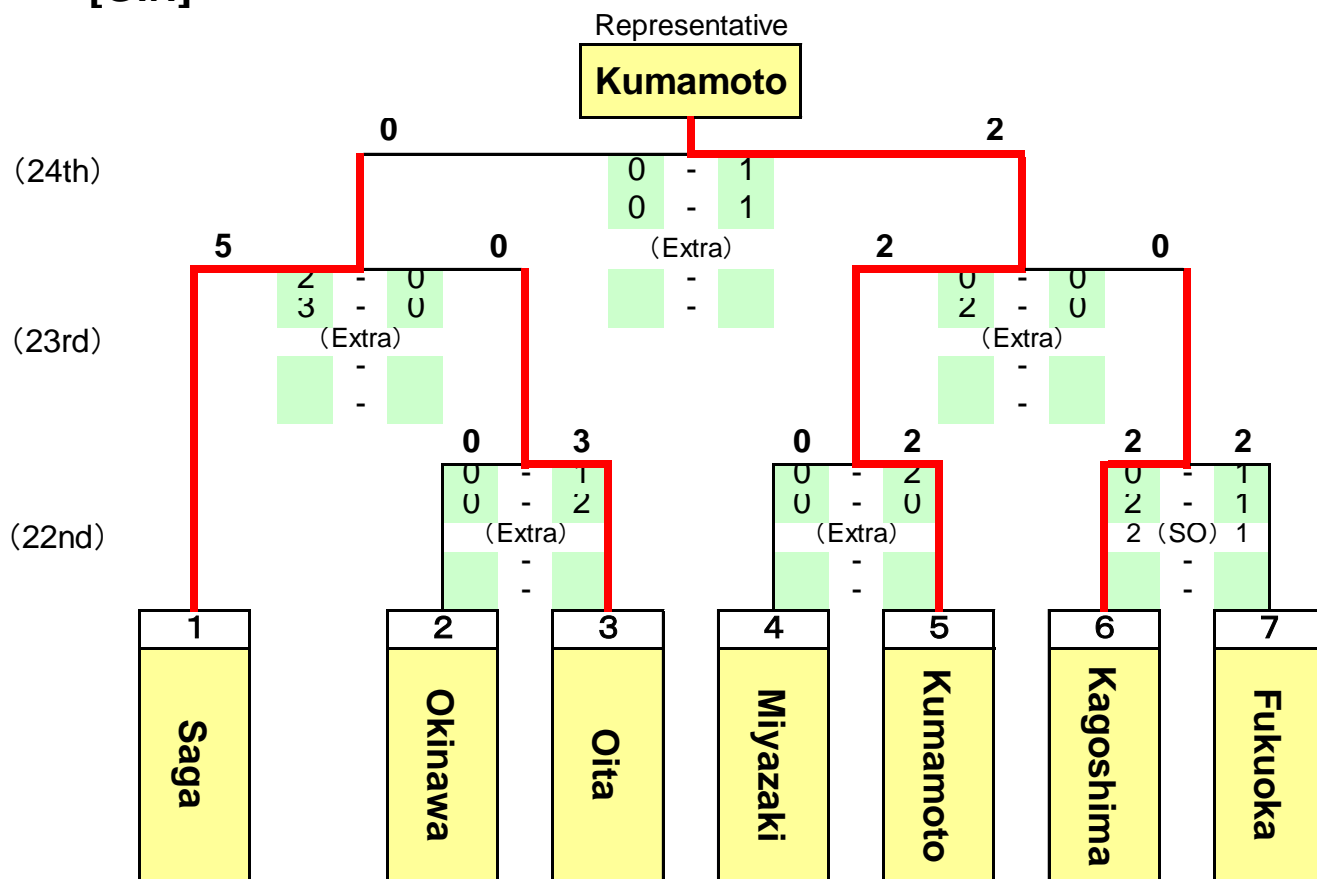 Representative
Kumamoto
0 2
(24th)
0 - 1
0 - 1
5 0 (Extra) 2 0
- 
-
2 - 0 0 - 0
3 - 0 2 - 0
(23rd) (Extra) (Extra)
- -
- -
0 3 0 2 2 2
0 - 1 0 - 2 0 - 1
0 - 2 0 - 0 2 - 1
(22nd) (Extra) (Extra) 2 (SO) 1
- - -
- - -
1 2 3 4 5 6 7
Saga
Okinawa
Oita
Miyazaki
Kumamoto
Kagoshima
Fukuoka